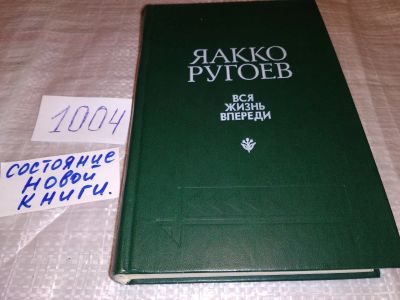 ЯАККО
РУГОЕВ
ВСЯ
ЖИЗНЬ
ВПЕРЕДИ
1004
состояние
новой
книги.